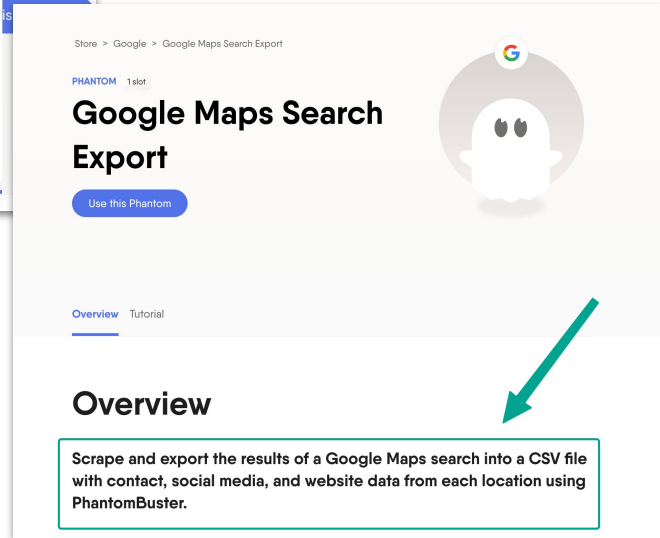 is
Store > Google > Google Maps Search Export
PHANTOM 1 slot
Google Maps Search
Export
Use this Phantom
Overview Tutorial
Overview
Scrape and export the results of a Google Maps search into a CSV file
with contact, social media, and website data from each location using
PhantomBuster.